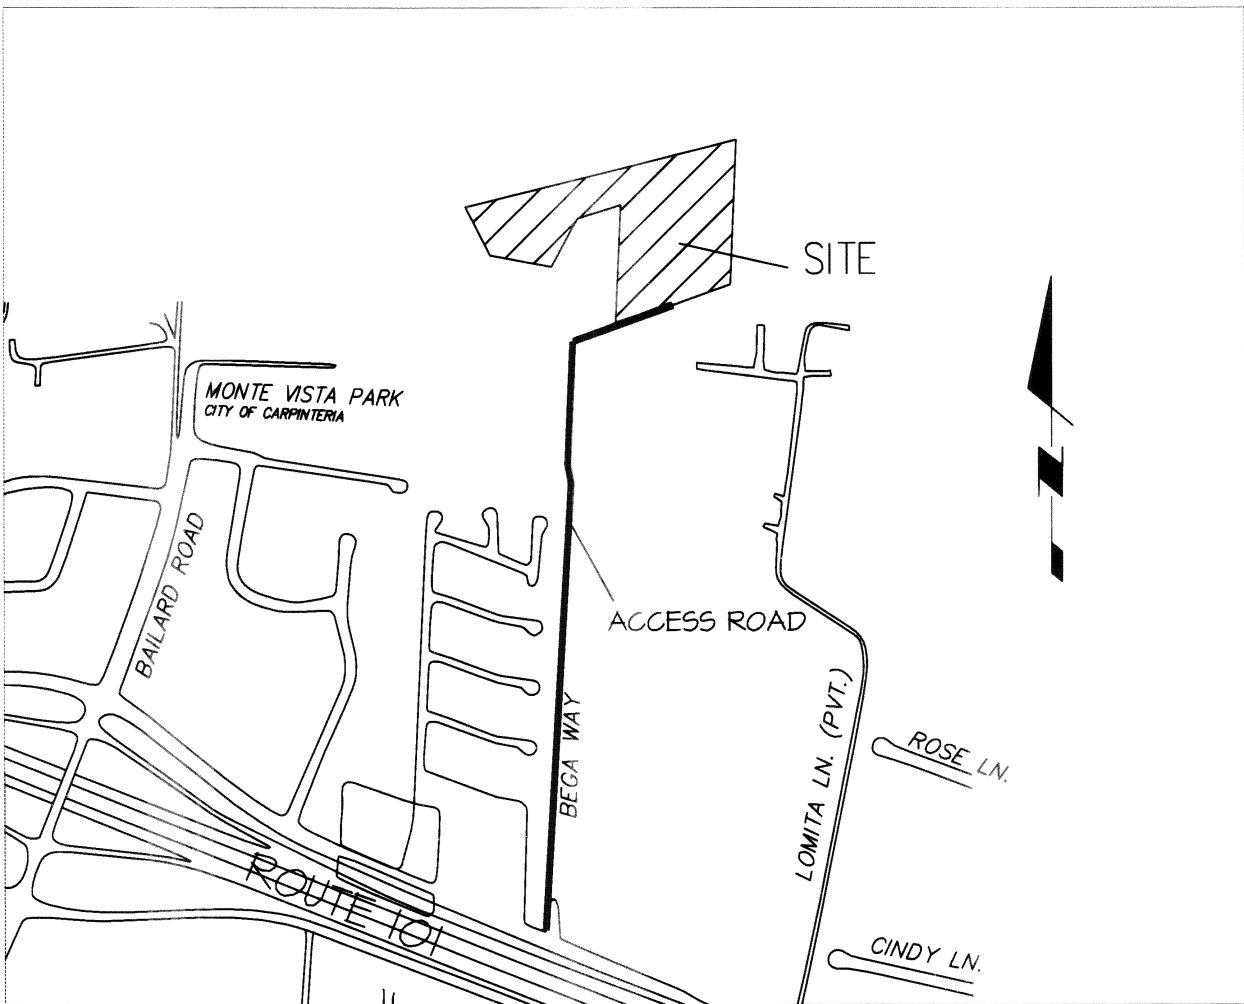 SITE
MONTE VISTA PARK
CITY OF CARPINTERIA
BAILARD ROAD
ACCESS ROAD
BEGA WAY
LOMITA LN. (PVT.)
ROSE LN.
ROUTE 101
CINDY LN.
N